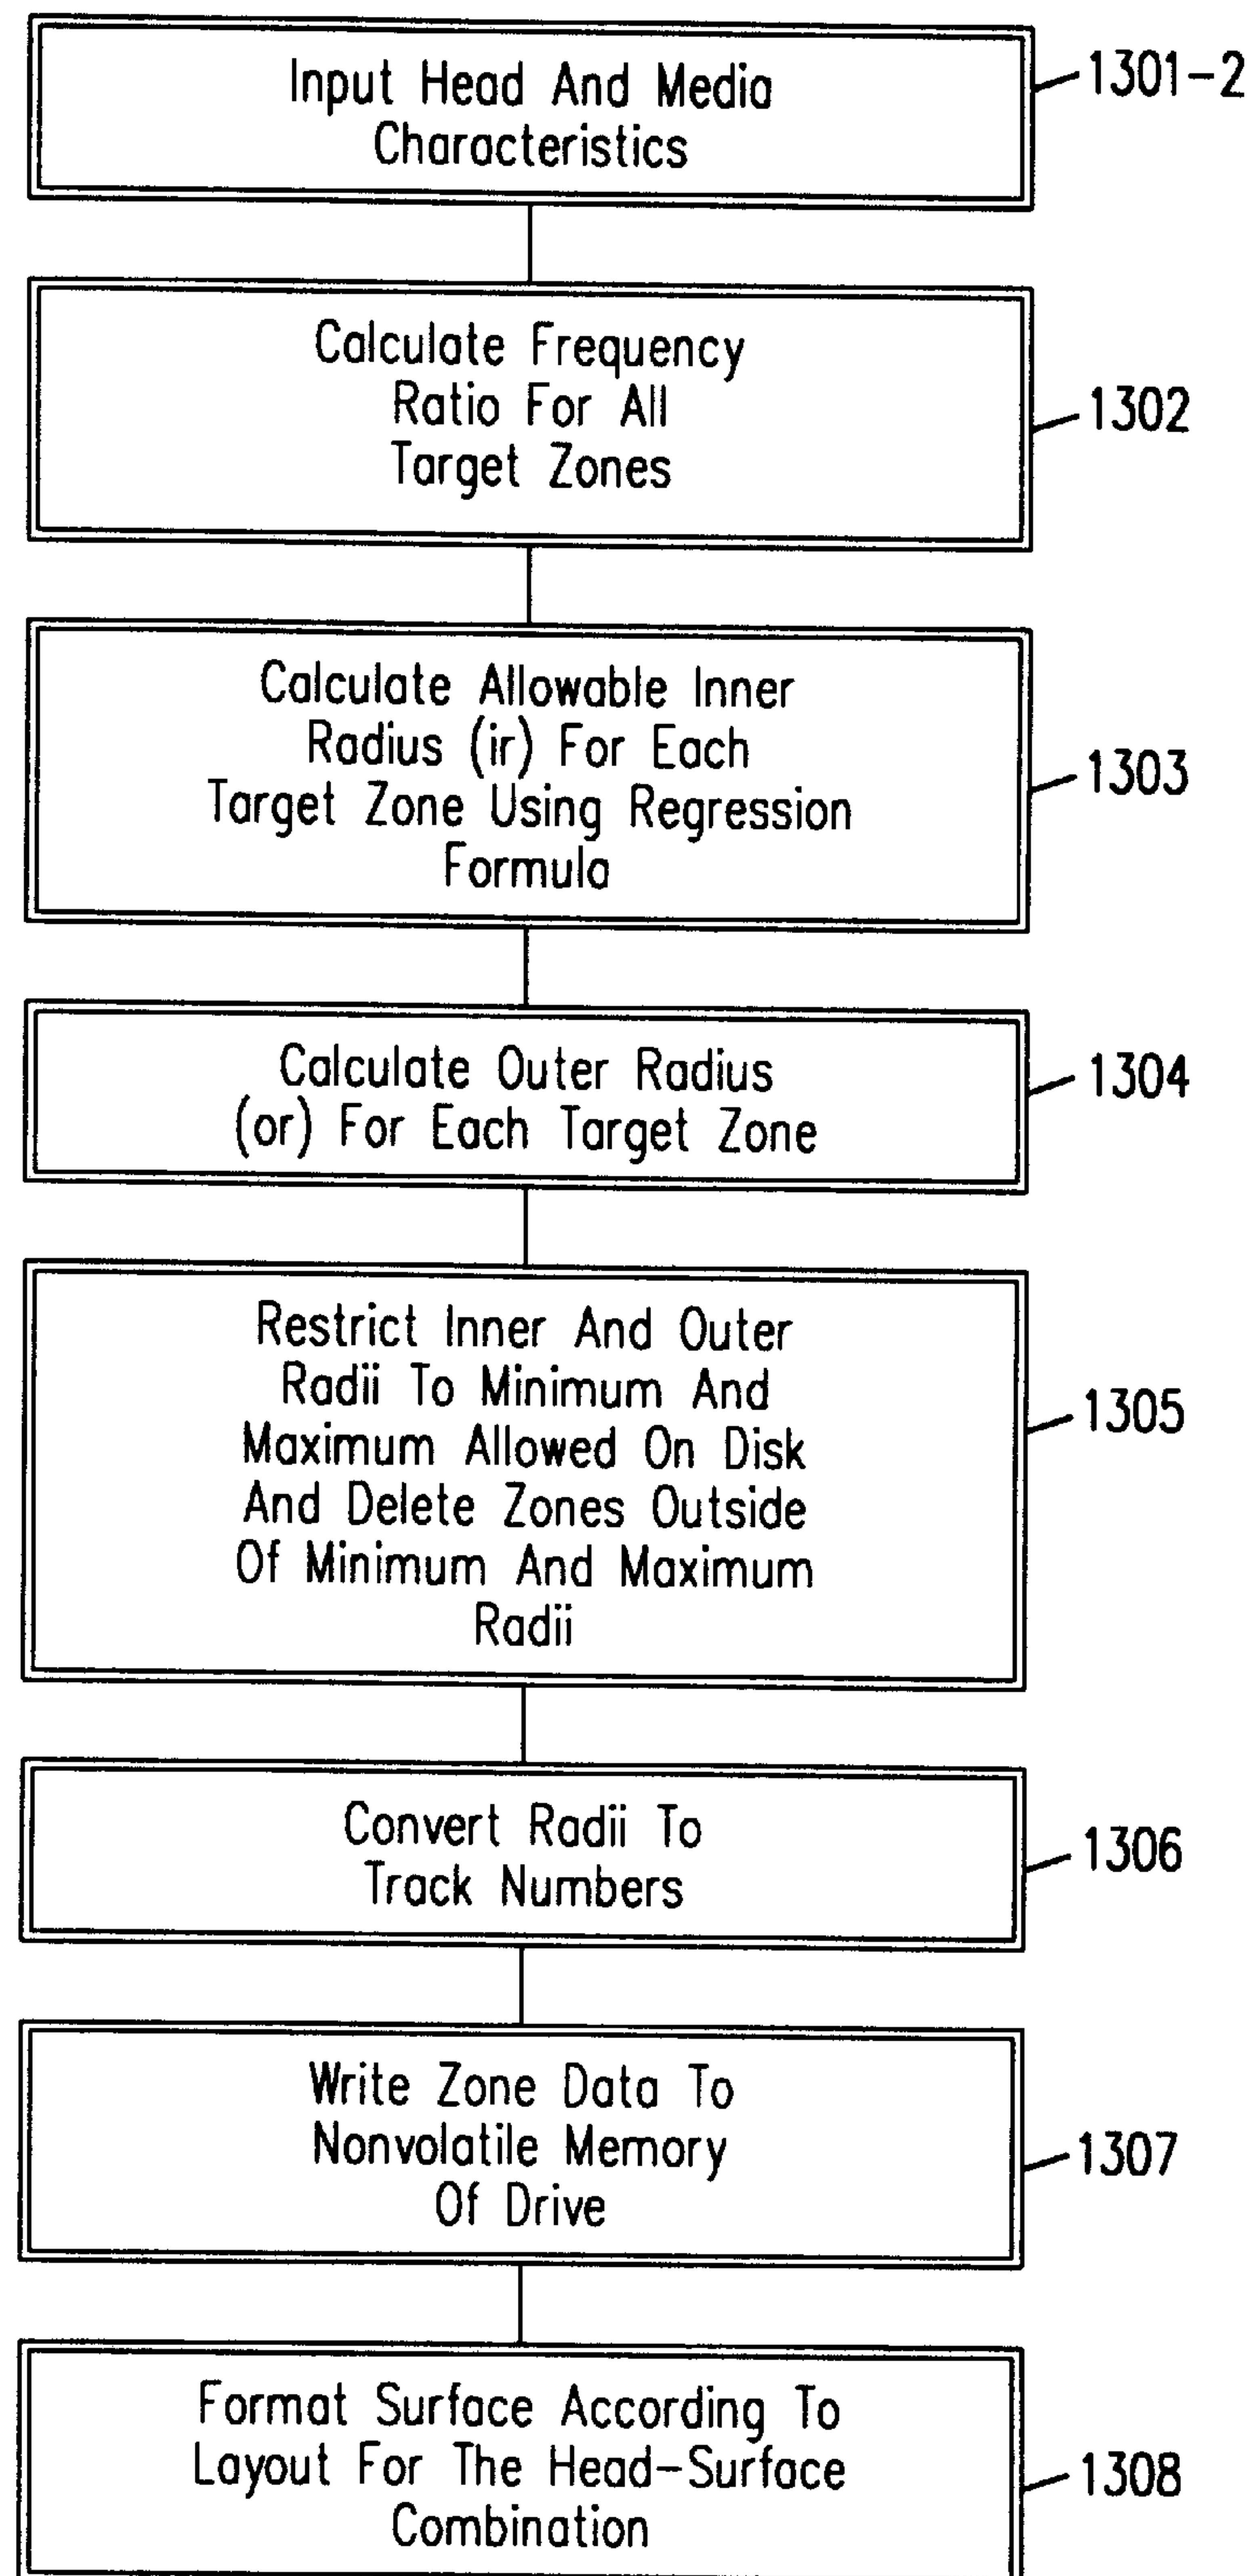 Input Head And Media
Characteristics
1301-2
Calculate Frequency
Ratio For All
Target Zones
1302
Calculate Allowable Inner
Radius (ir) For Each
Target Zone Using Regression
Formula
1303
Calculate Outer Radius
(or) For Each Target Zone
1304
Restrict Inner And Outer
Radii To Minimum And
Maximum Allowed On Disk
And Delete Zones Outside
Of Minimum And Maximum
Radii
1305
Convert Radii To
Track Numbers
1306
Write Zone Data To
Nonvolatile Memory
Of Drive
1307
Format Surface According To
Layout For The Head-Surface
Combination
1308